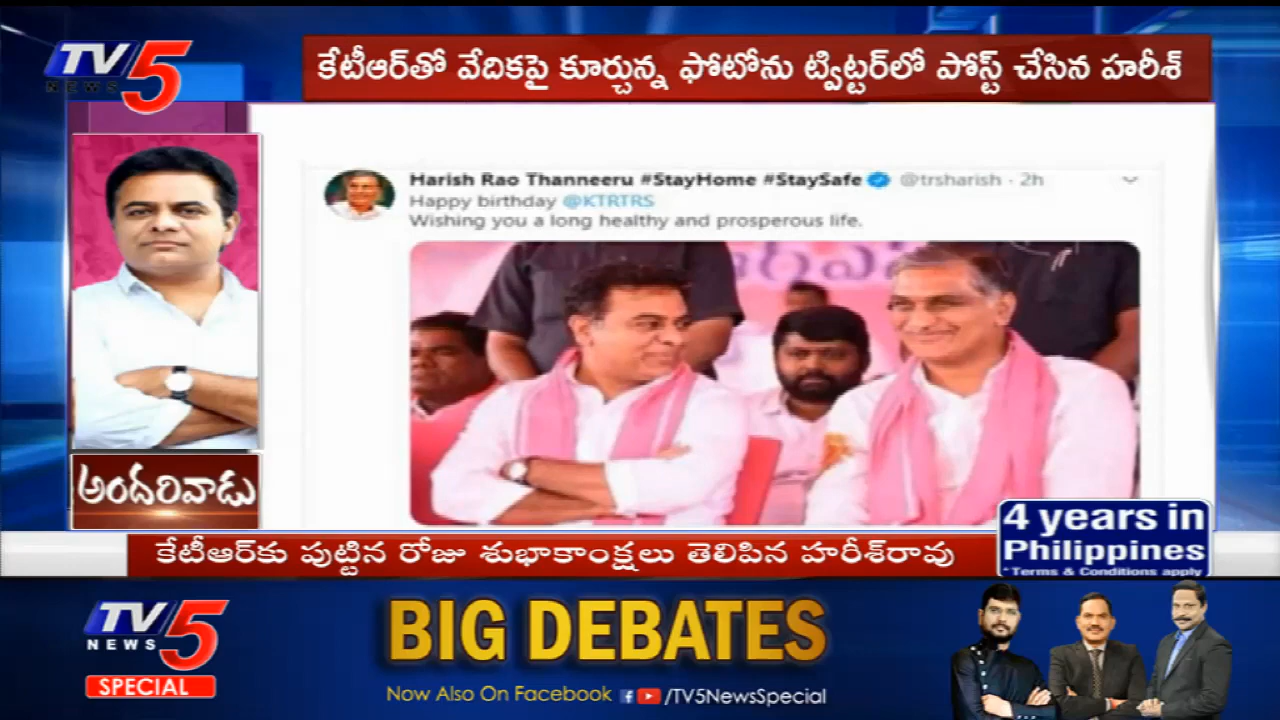 TV5
NEWS
కేటీఆర్‌తో వేదికపై కూర్చున్న ఫోటోను ట్విట్టర్‌లో పోస్ట్ చేసిన హరీశ్
Harish Rao Thanneeru #StayHome #StaySafe @trsharish · 2h
Happy birthday @KTRTRS
Wishing you a long healthy and prosperous life.
అందరివాడు
కేటీఆర్‌కు పుట్టిన రోజు శుభాకాంక్షలు తెలిపిన హరీశ్‌రావు
4 years in
Philippines
*Terms & Conditions apply
TV5
NEWS
SPECIAL
BIG DEBATES
Now Also On Facebook f /TV5NewsSpecial